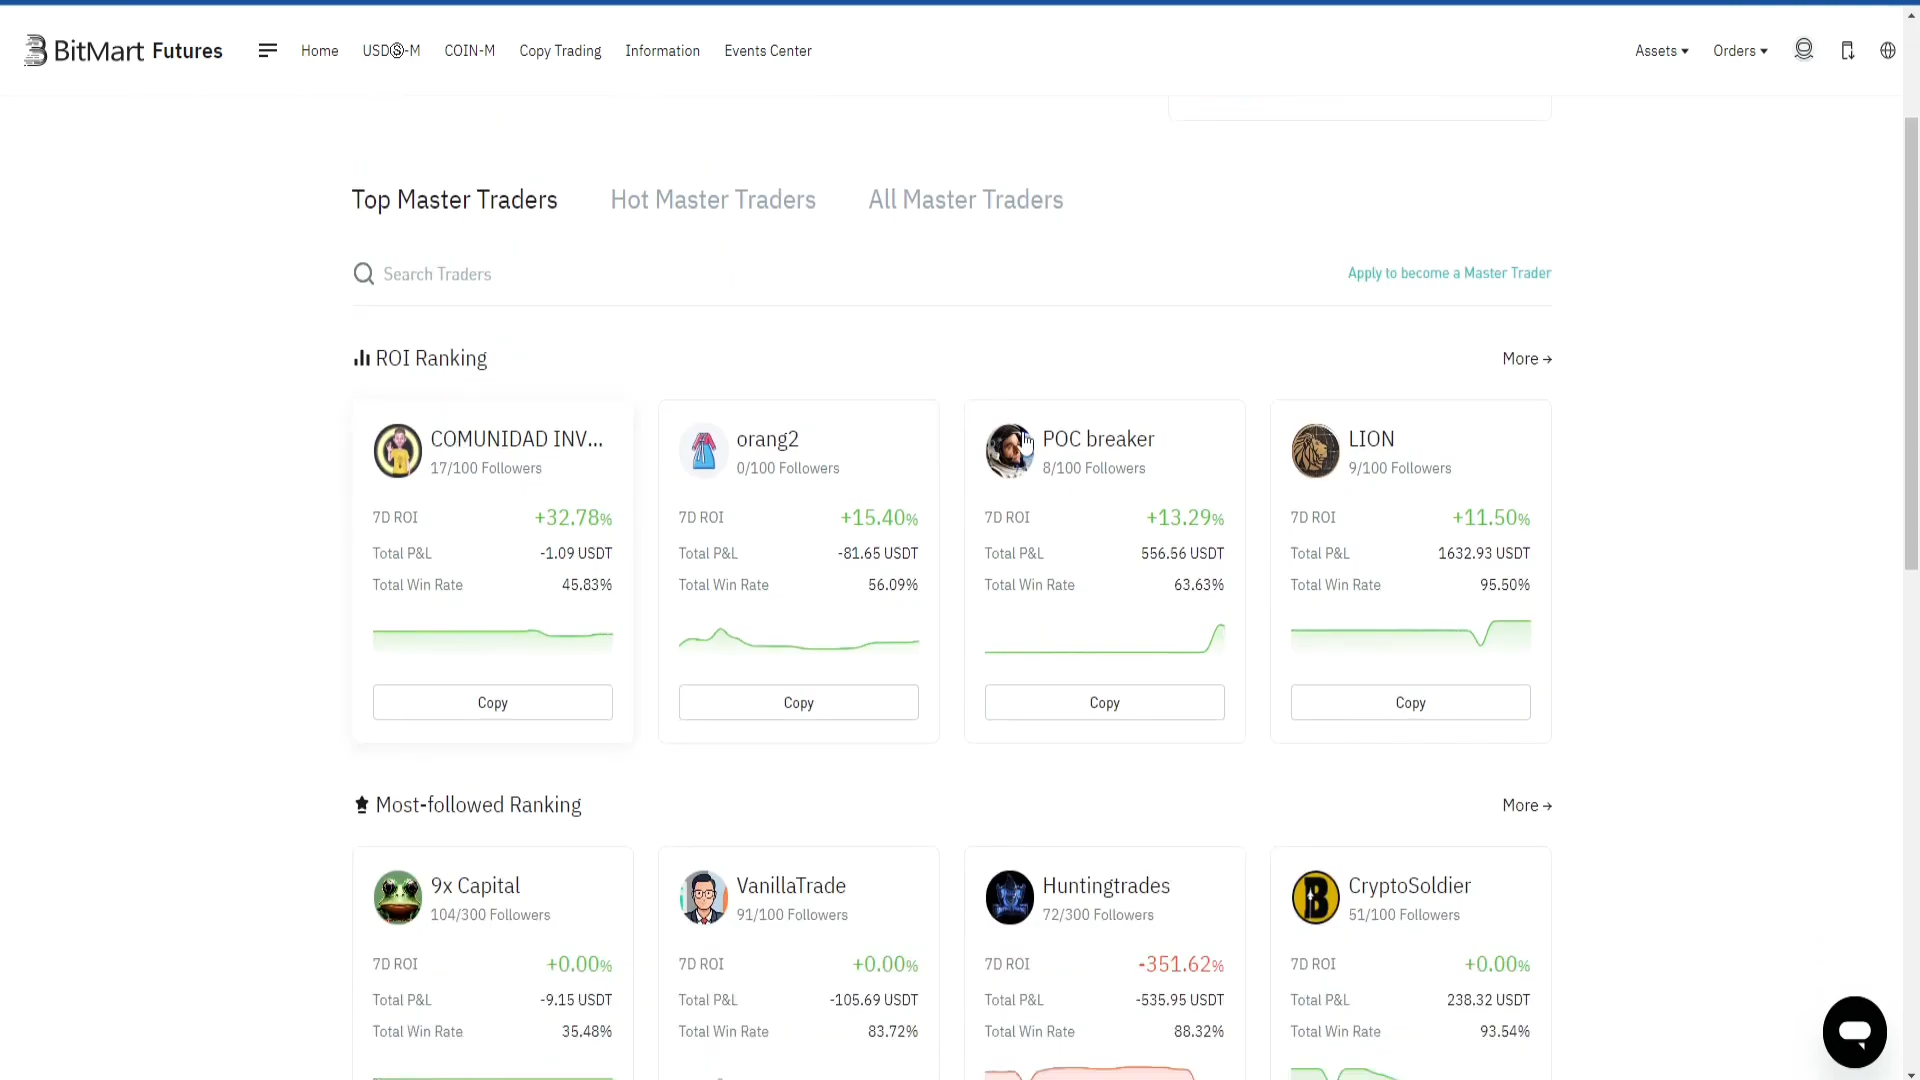 BitMart Futures Home USDⓈ-M COIN-M Copy Trading Information Events Center Assets Orders
Top Master Traders Hot Master Traders All Master Traders
Search Traders Apply to become a Master Trader
ROI Ranking More →
COMUNIDAD INV... orang2 POC breaker LION
17/100 Followers 0/100 Followers 8/100 Followers 9/100 Followers
7D ROI +32.78% 7D ROI +15.40% 7D ROI +13.29% 7D ROI +11.50%
Total P&L -1.09 USDT Total P&L -81.65 USDT Total P&L 556.56 USDT Total P&L 1632.93 USDT
Total Win Rate 45.83% Total Win Rate 56.09% Total Win Rate 63.63% Total Win Rate 95.50%
Copy Copy Copy Copy
Most-followed Ranking More →
9x Capital VanillaTrade Huntingtrades CryptoSoldier
104/300 Followers 91/100 Followers 72/300 Followers 51/100 Followers
7D ROI +0.00% 7D ROI +0.00% 7D ROI -351.62% 7D ROI +0.00%
Total P&L -9.15 USDT Total P&L -105.69 USDT Total P&L -535.95 USDT Total P&L 238.32 USDT
Total Win Rate 35.48% Total Win Rate 83.72% Total Win Rate 88.32% Total Win Rate 93.54%